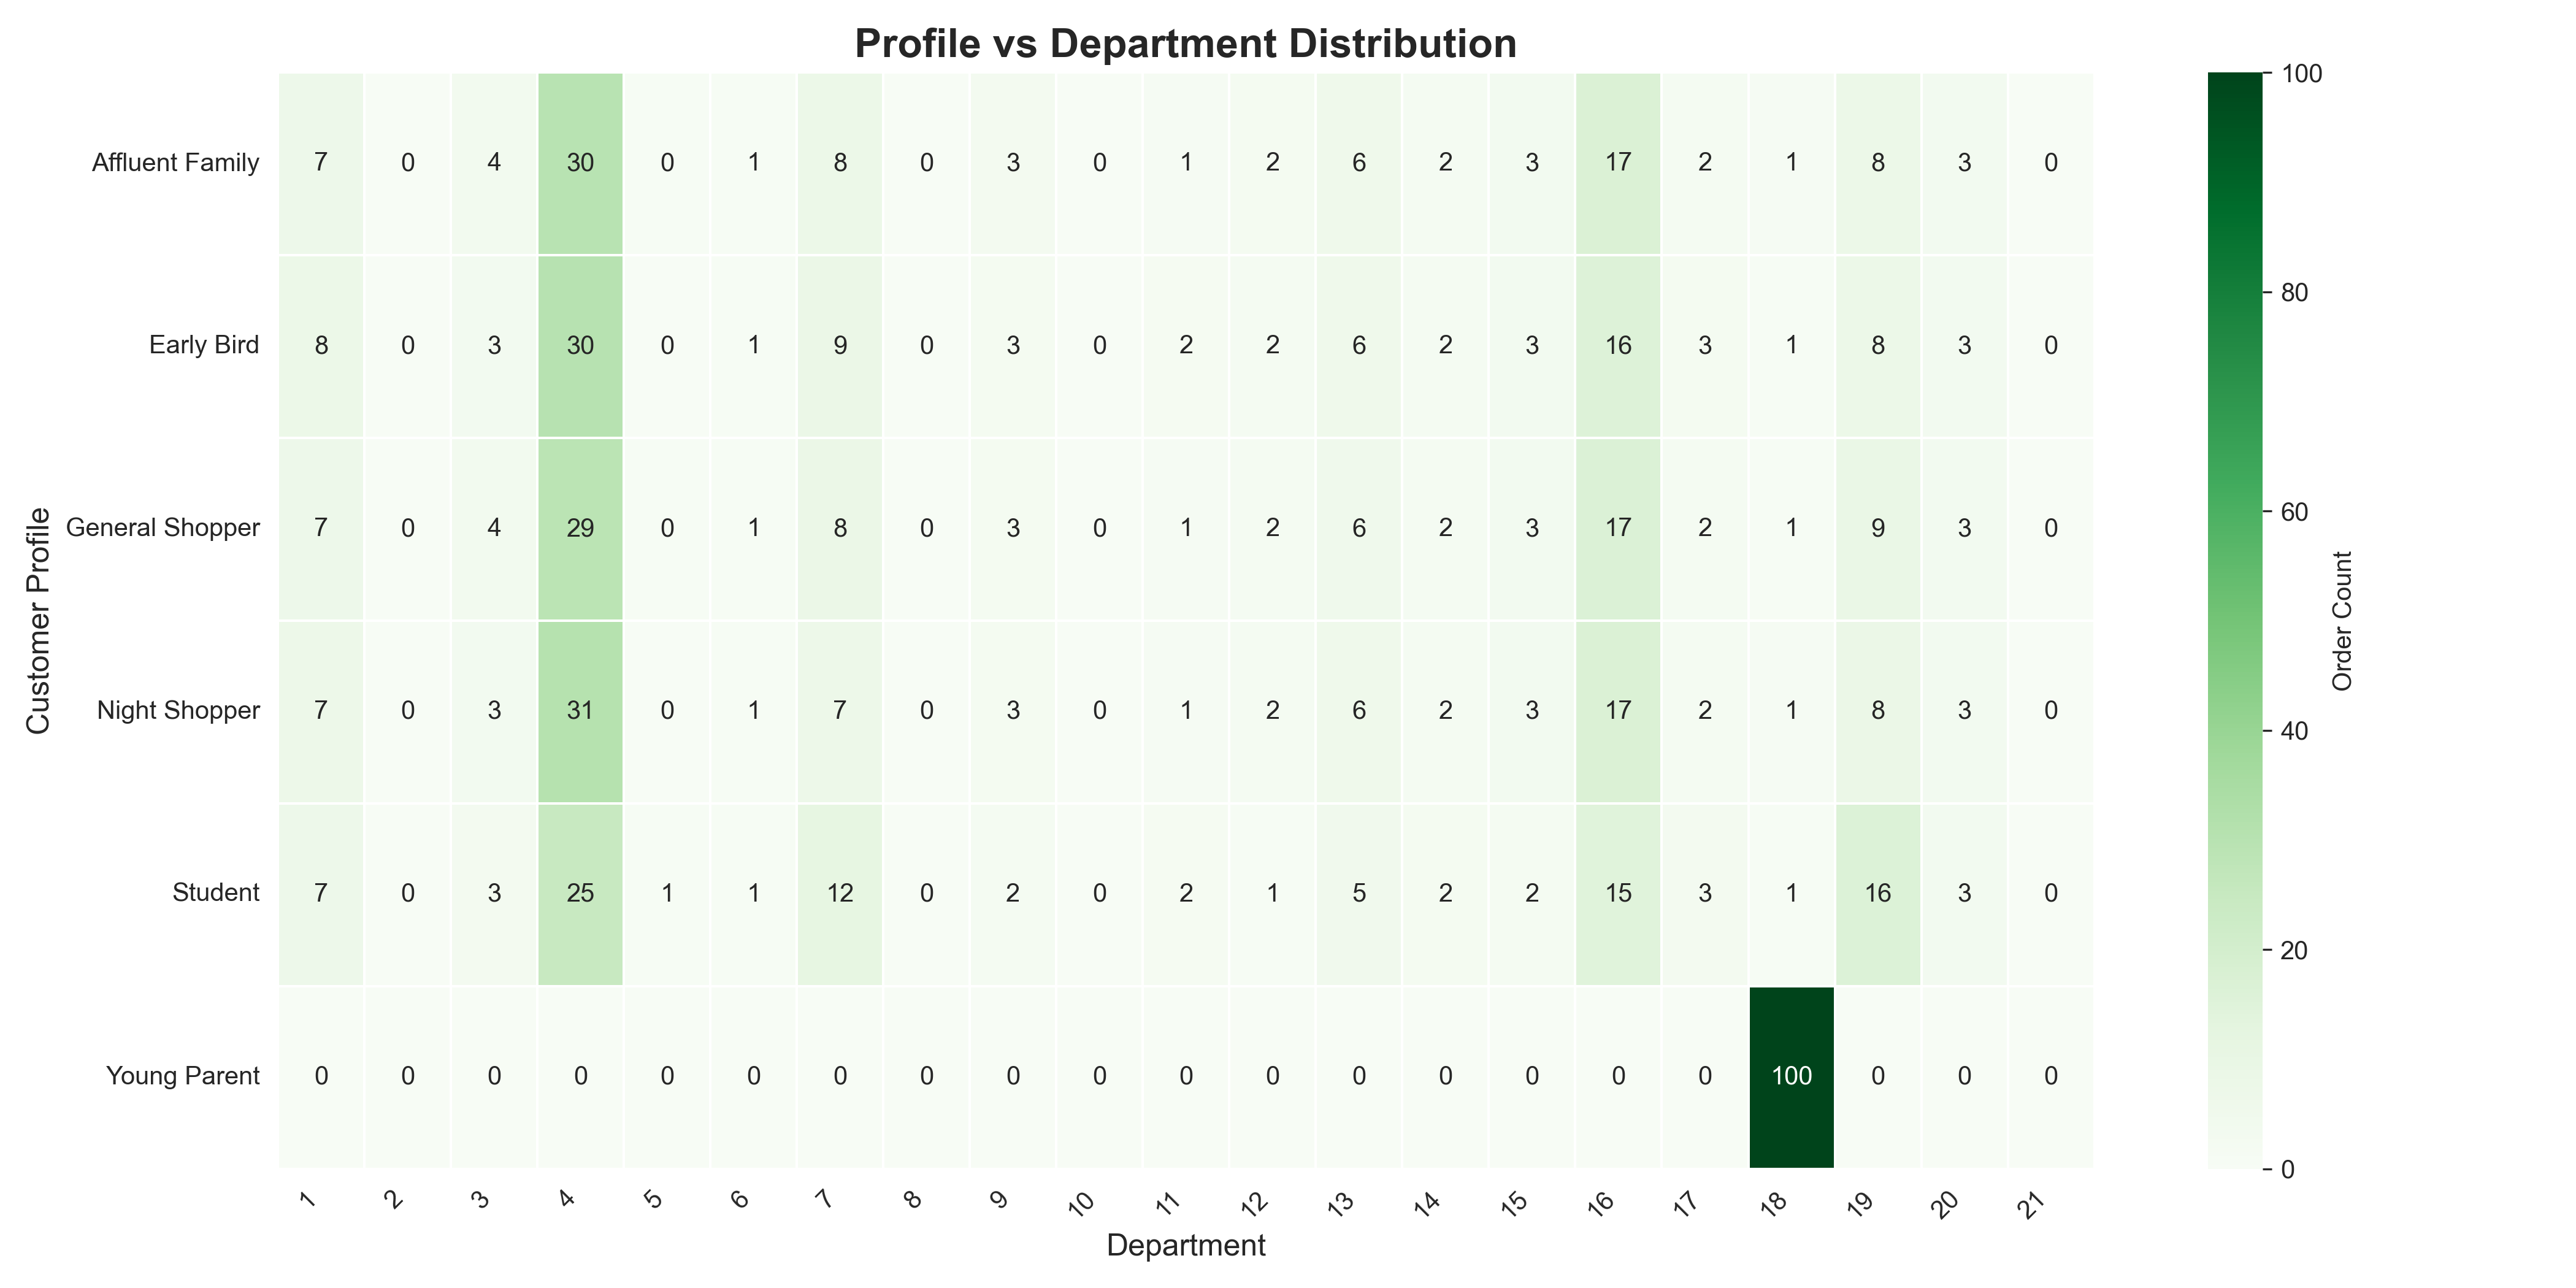 Profile vs Department Distribution
Customer Profile
Affluent Family 7 0 4 30 0 1 8 0 3 0 1 2 6 2 3 17 2 1 8 3 0
Early Bird 8 0 3 30 0 1 9 0 3 0 2 2 6 2 3 16 3 1 8 3 0
General Shopper 7 0 4 29 0 1 8 0 3 0 1 2 6 2 3 17 2 1 9 3 0
Night Shopper 7 0 3 31 0 1 7 0 3 0 1 2 6 2 3 17 2 1 8 3 0
Student 7 0 3 25 1 1 12 0 2 0 2 1 5 2 2 15 3 1 16 3 0
Young Parent 0 0 0 0 0 0 0 0 0 0 0 0 0 0 0 0 0 100 0 0 0
1 2 3 4 5 6 7 8 9 10 11 12 13 14 15 16 17 18 19 20 21
Department
100
80
60
40
20
0
Order Count